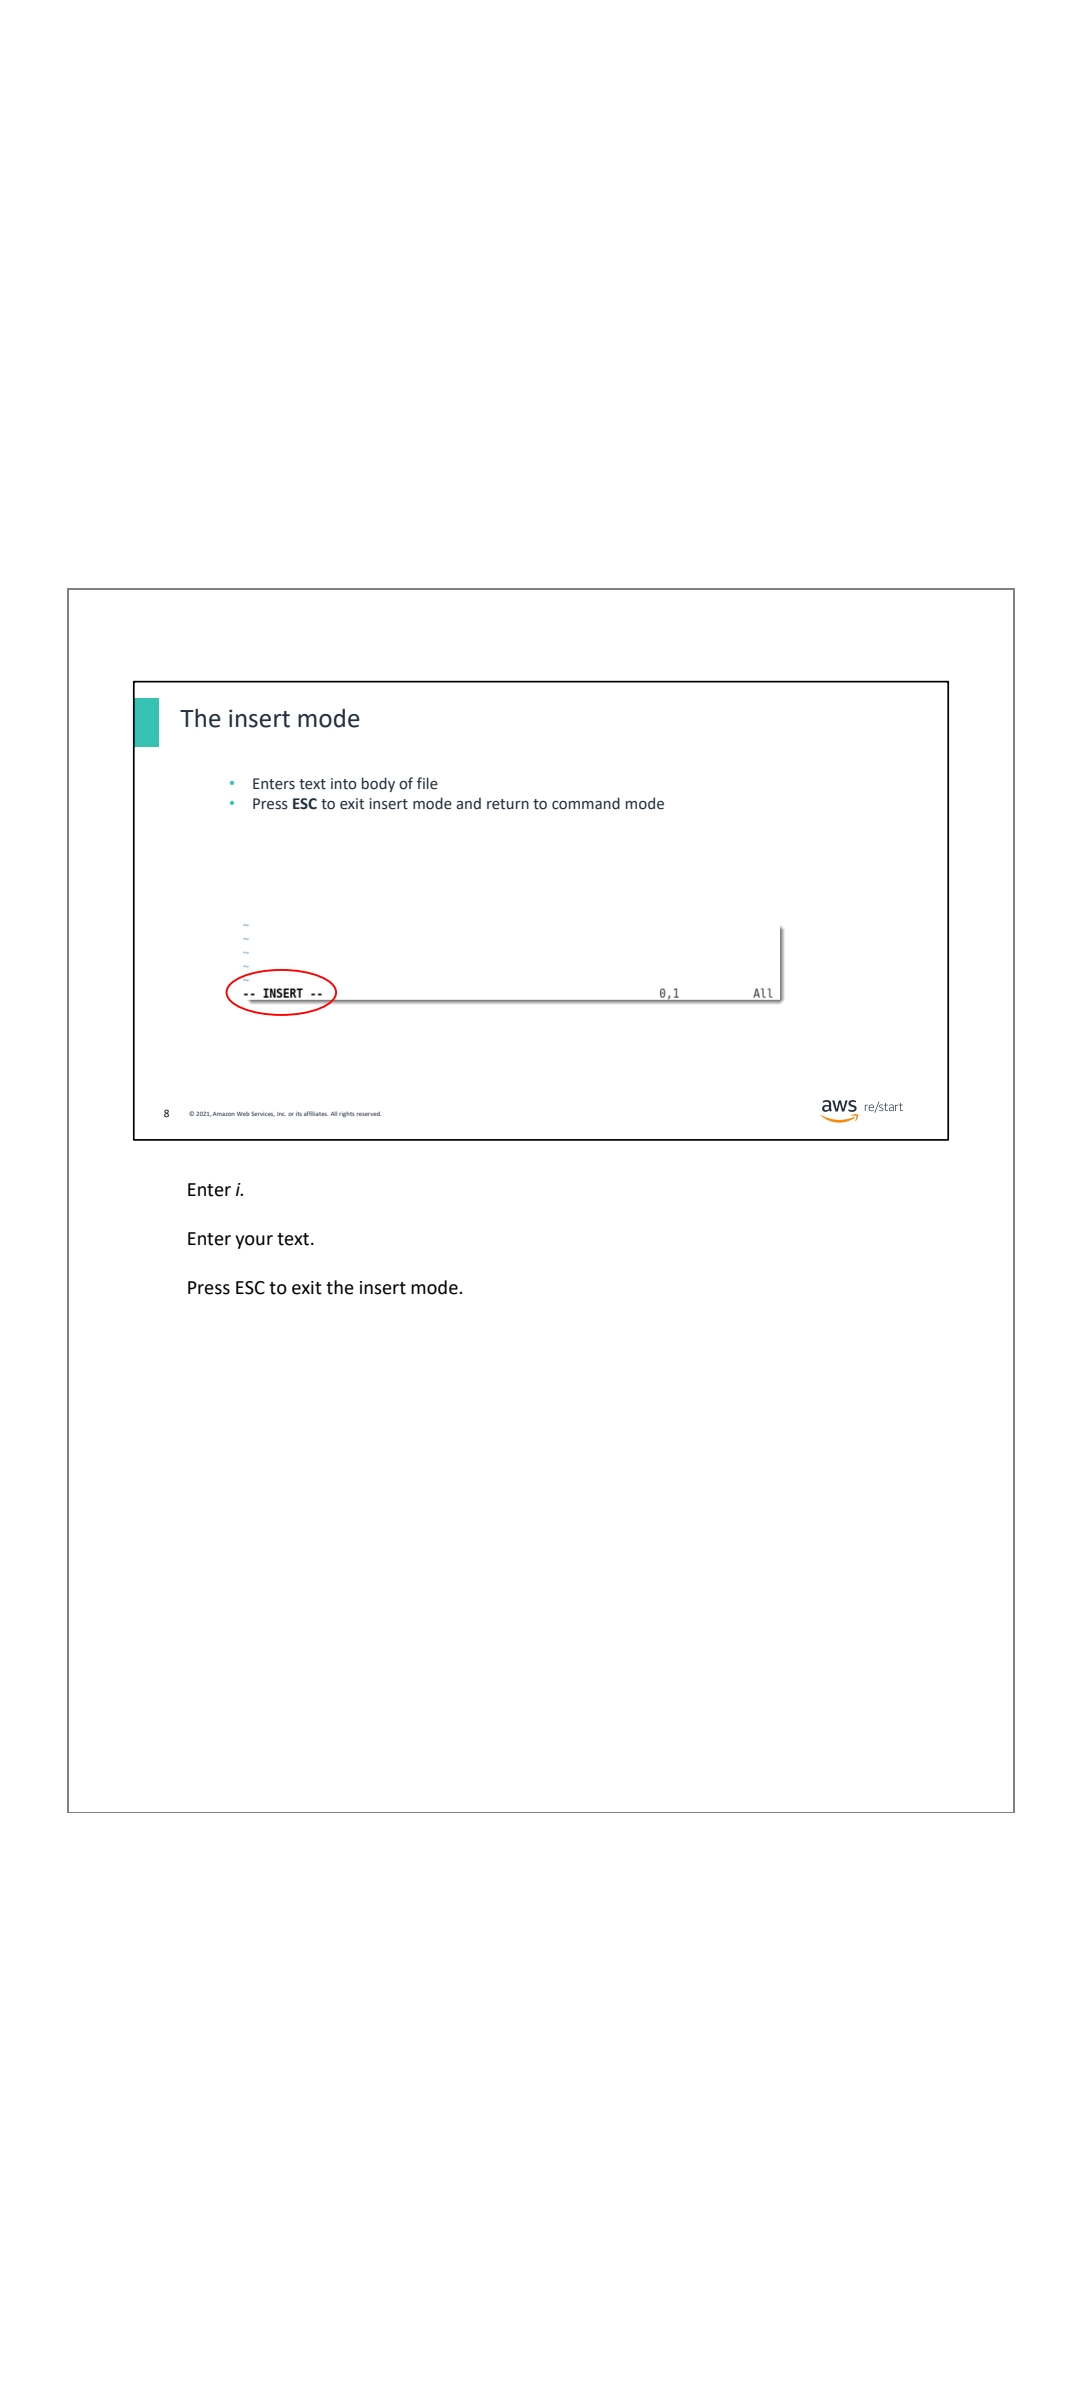 The insert mode
• Enters text into body of file
• Press ESC to exit insert mode and return to command mode
~
~
~
~
~
-- INSERT -- 0,1 All
8 © 2021, Amazon Web Services, Inc. or its affiliates. All rights reserved.
aws re/start
Enter i.
Enter your text.
Press ESC to exit the insert mode.